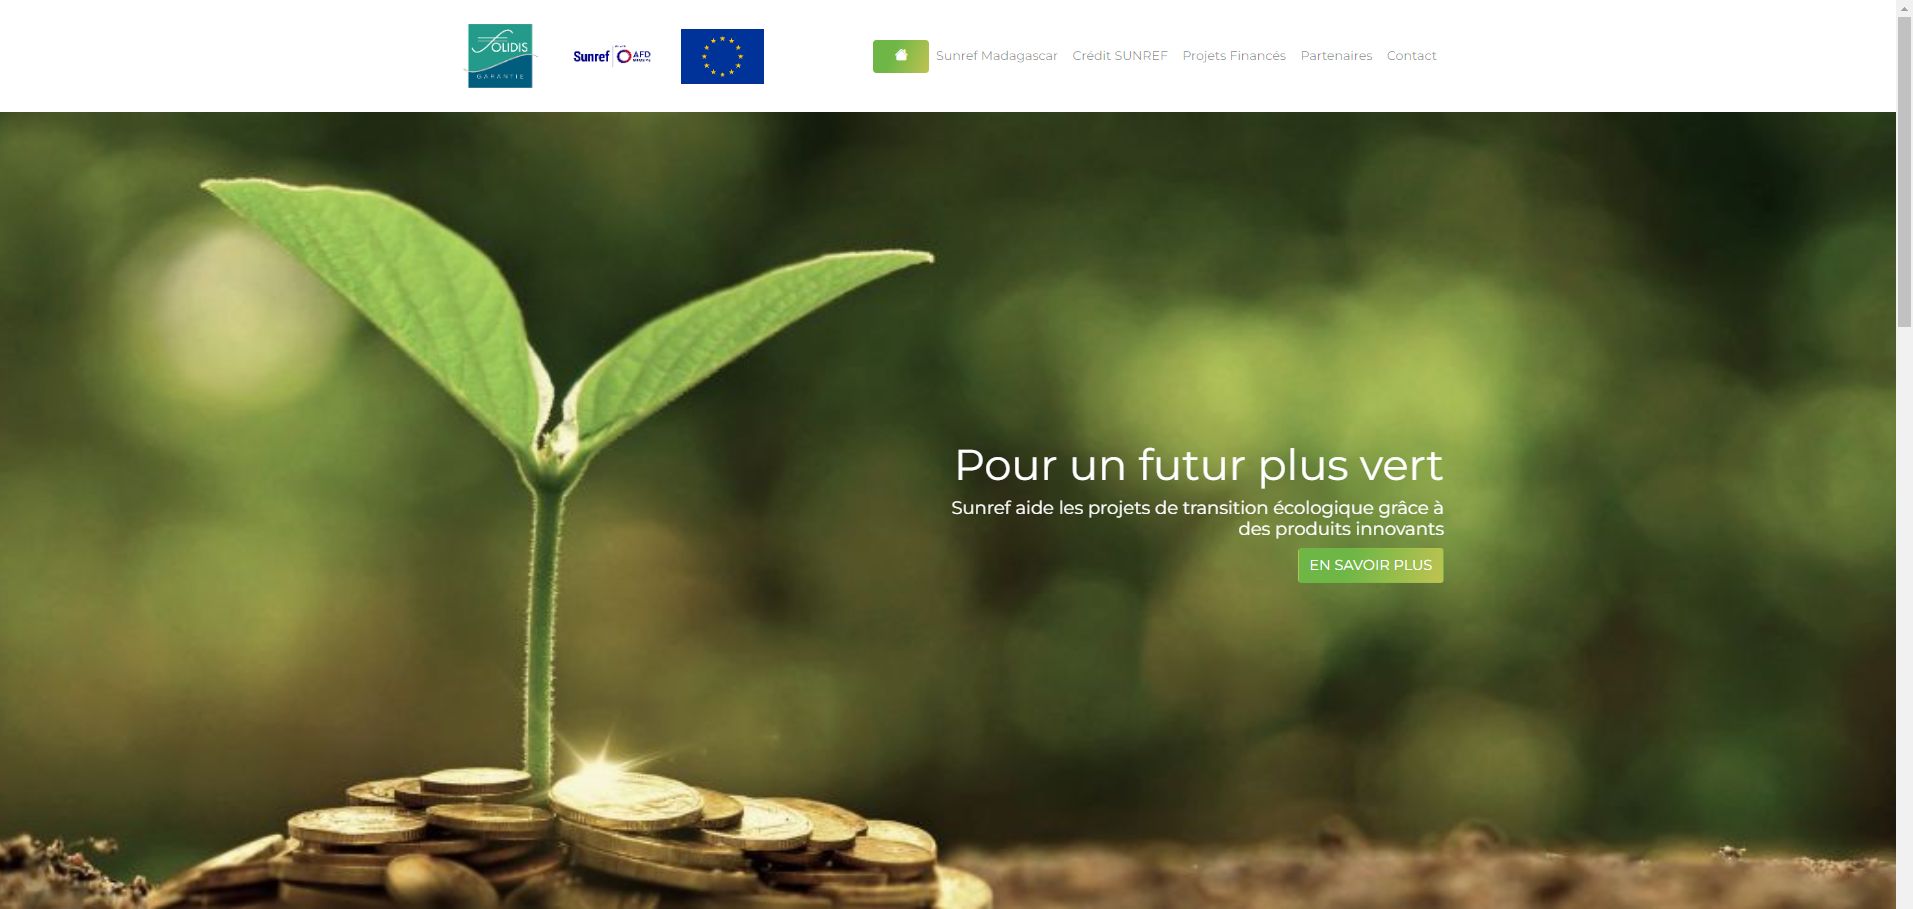 SOLIDIS
GARANTIE
Sunref
AFD
Sunref Madagascar
Crédit SUNREF
Projets Financés
Partenaires
Contact
Pour un futur plus vert
Sunref aide les projets de transition écologique grâce à
des produits innovants
EN SAVOIR PLUS